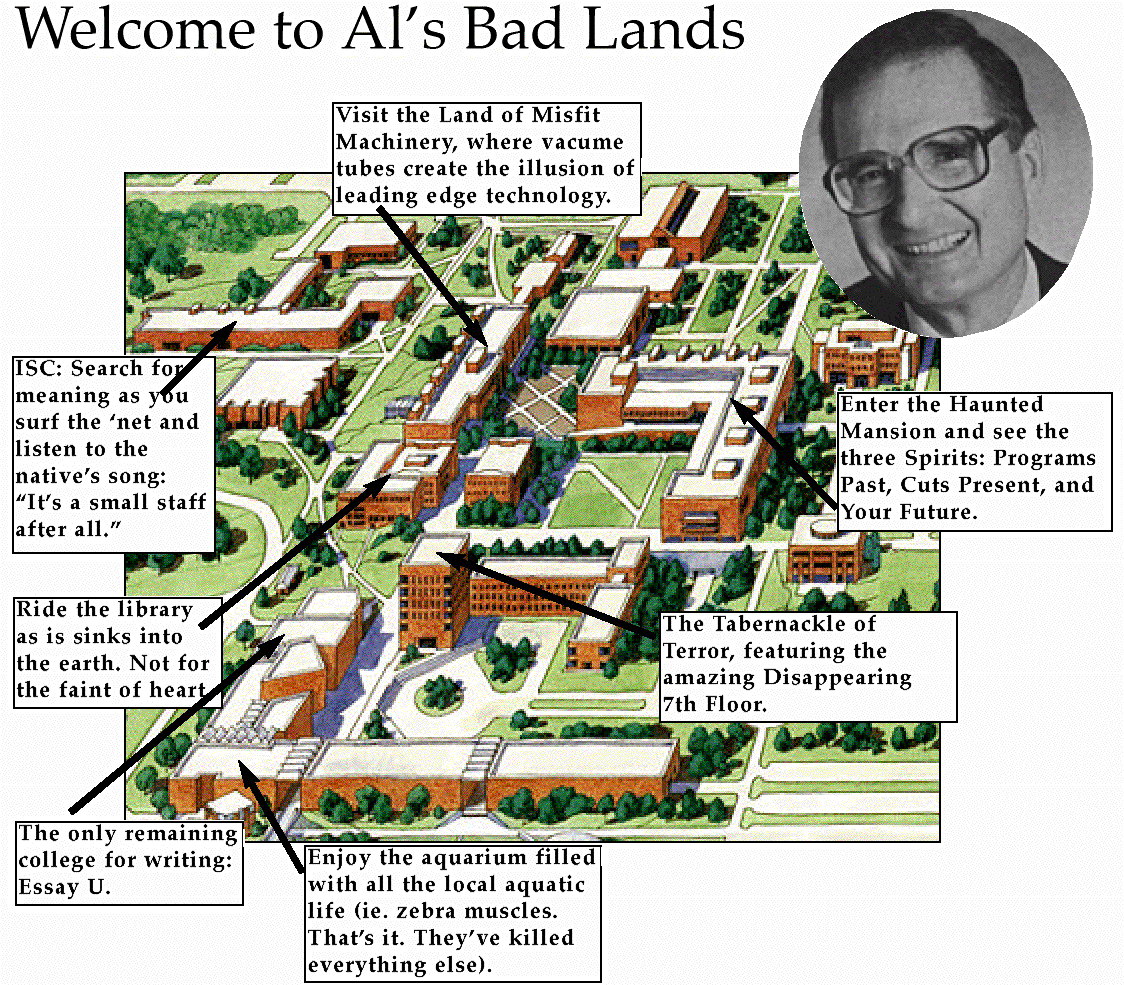 Welcome to Al's Bad Lands
Visit the Land of Misfit
Machinery, where vacume
tubes create the illusion of
leading edge technology.
ISC: Search for
meaning as you
surf the ‘net and
listen to the
native's song:
“It's a small staff
after all.”
Enter the Haunted
Mansion and see the
three Spirits: Programs
Past, Cuts Present, and
Your Future.
Ride the library
as is sinks into
the earth. Not for
the faint of heart.
The Tabernackle of
Terror, featuring the
amazing Disappearing
7th Floor.
The only remaining
college for writing:
Essay U.
Enjoy the aquarium filled
with all the local aquatic
life (ie. zebra muscles.
That's it. They've killed
everything else).